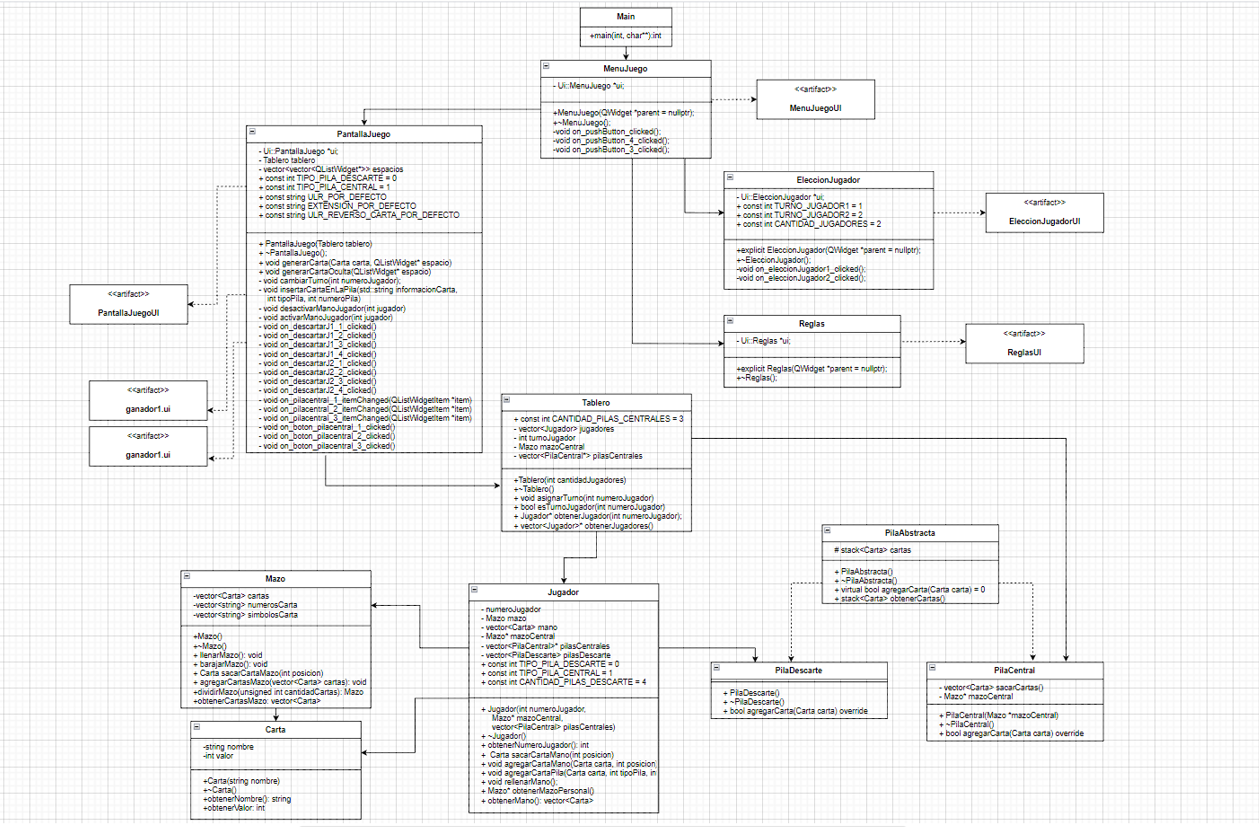 Main
+main(int, char**):int
MenuJuego
- Ui::MenuJuego *ui;
+MenuJuego(QWidget *parent = nullptr);
+~MenuJuego();
-void on_pushButton_clicked();
-void on_pushButton_4_clicked();
-void on_pushButton_3_clicked();
<<artifact>>
MenuJuegoUI
PantallaJuego
- Ui::PantallaJuego *ui;
- Tablero tablero
- vector<vector<QListWidget*>> espacios
+ const int TIPO_PILA_DESCARTE = 0
+ const int TIPO_PILA_CENTRAL = 1
+ const string ULR_POR_DEFECTO
+ const string EXTENSION_POR_DEFECTO
+ const string ULR_REVERSO_CARTA_POR_DEFECTO
+ PantallaJuego(Tablero tablero)
+ ~PantallaJuego();
+ void generarCarta(Carta carta, QListWidget* espacio)
+ void generarCartaOculta(QListWidget* espacio)
- void cambiarTurno(int numeroJugador);
- void insertarCartaEnLaPila(std::string informacionCarta,
int tipoPila, int numeroPila)
- void desactivarManoJugador(int jugador)
- void activarManoJugador(int jugador)
- void on_descartarJ1_1_clicked()
- void on_descartarJ1_2_clicked()
- void on_descartarJ1_3_clicked()
- void on_descartarJ1_4_clicked()
- void on_descartarJ2_1_clicked()
- void on_descartarJ2_2_clicked()
- void on_descartarJ2_3_clicked()
- void on_descartarJ2_4_clicked()
- void on_pilacentral_1_itemChanged(QListWidgetItem *item)
- void on_pilacentral_2_itemChanged(QListWidgetItem *item)
- void on_pilacentral_3_itemChanged(QListWidgetItem *item)
- void on_boton_pilacentral_1_clicked()
- void on_boton_pilacentral_2_clicked()
- void on_boton_pilacentral_3_clicked()
EleccionJugador
- Ui::EleccionJugador *ui;
+ const int TURNO_JUGADOR1 = 1
+ const int TURNO_JUGADOR2 = 2
+ const int CANTIDAD_JUGADORES = 2
+explicit EleccionJugador(QWidget *parent = nullptr);
+~EleccionJugador();
-void on_eleccionJugador1_clicked();
-void on_eleccionJugador2_clicked();
<<artifact>>
EleccionJugadorUI
<<artifact>>
PantallaJuegoUI
Reglas
- Ui::Reglas *ui;
+explicit Reglas(QWidget *parent = nullptr);
+~Reglas();
<<artifact>>
ReglasUI
<<artifact>>
ganador1.ui
<<artifact>>
ganador1.ui
Tablero
+ const int CANTIDAD_PILAS_CENTRALES = 3
- vector<Jugador> jugadores
- int turnoJugador
- Mazo mazoCentral
- vector<PilaCentral*> pilasCentrales
+Tablero(int cantidadJugadores)
+~Tablero()
+ void asignarTurno(int numeroJugador)
+ bool esTurnoJugador(int numeroJugador)
+ Jugador* obtenerJugador(int numeroJugador);
+ vector<Jugador>* obtenerJugadores()
PilaAbstracta
# stack<Carta> cartas
+ PilaAbstracta()
+ ~PilaAbstracta()
+ virtual bool agregarCarta(Carta carta) = 0
+ stack<Carta> obtenerCartas()
Mazo
-vector<Carta> cartas
-vector<string> numerosCarta
-vector<string> simbolosCarta
+Mazo()
+~Mazo()
+ llenarMazo(): void
+ barajarMazo(): void
+ Carta sacarCartaMazo(int posicion)
+ agregarCartasMazo(vector<Carta> cartas): void
+dividirMazo(unsigned int cantidadCartas): Mazo
+obtenerCartasMazo: vector<Carta>
Jugador
- numeroJugador
- Mazo mazo
- vector<Carta> mano
- Mazo* mazoCentral
- vector<PilaCentral>* pilasCentrales
- vector<PilaDescarte> pilasDescarte
+ const int TIPO_PILA_DESCARTE = 0
+ const int TIPO_PILA_CENTRAL = 1
+ const int CANTIDAD_PILAS_DESCARTE = 4
+ Jugador(int numeroJugador,
Mazo* mazoCentral,
vector<PilaCentral> pilasCentrales)
+ ~Jugador()
+ obtenerNumeroJugador(): int
+ Carta sacarCartaMano(int posicion)
+ void agregarCartaMano(Carta carta, int posicion)
+ void agregarCartaPila(Carta carta, int tipoPila, in
+ void rellenarMano();
+ Mazo* obtenerMazoPersonal()
+ obtenerMano(): vector<Carta>
PilaDescarte
+ PilaDescarte()
+ ~PilaDescarte()
+ bool agregarCarta(Carta carta) override
PilaCentral
- vector<Carta> sacarCartas()
- Mazo* mazoCentral
+ PilaCentral(Mazo *mazoCentral)
+ ~PilaCentral()
+ bool agregarCarta(Carta carta) override
Carta
-string nombre
-int valor
+Carta(string nombre)
+~Carta()
+obtenerNombre(): string
+obtenerValor: int